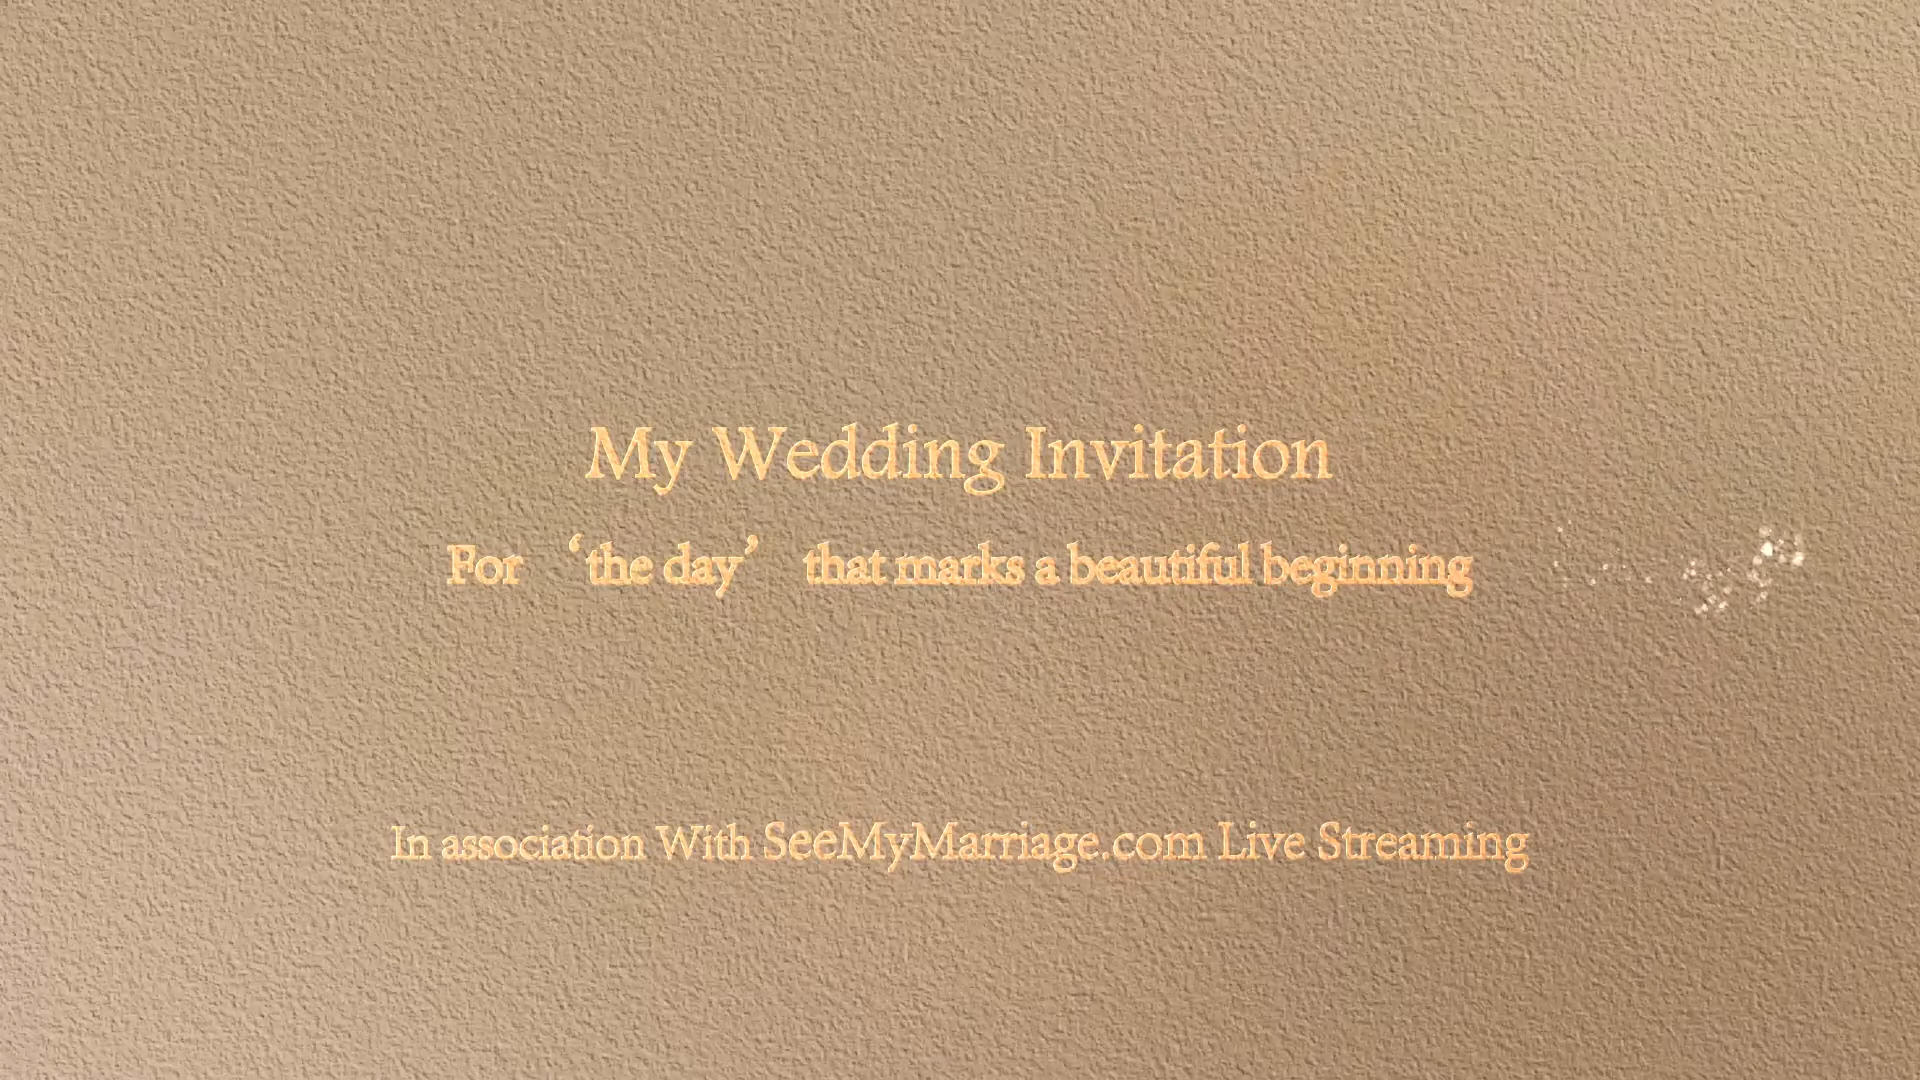 My Wedding Invitation
For ‘the day’ that marks a beautiful beginning
In association With SeeMyMarriage.com Live Streaming